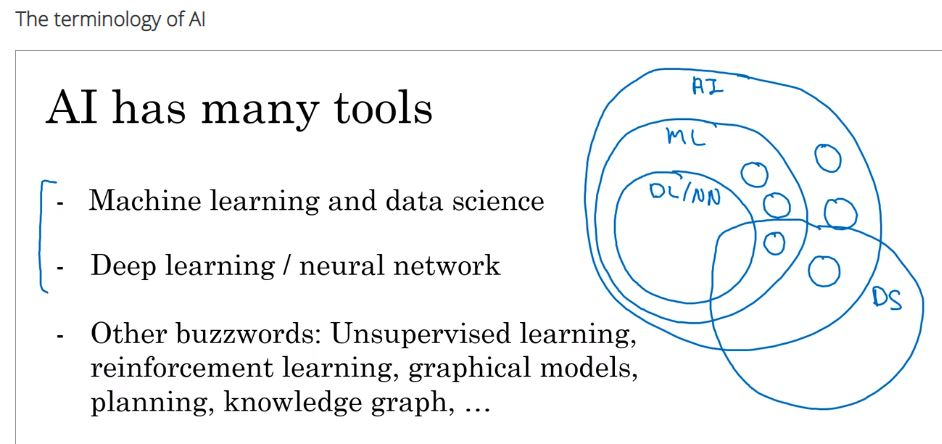 The terminology of AI
AI has many tools
- Machine learning and data science
- Deep learning / neural network
- Other buzzwords: Unsupervised learning,
reinforcement learning, graphical models,
planning, knowledge graph, ...
AI
ML
DL/NN
DS